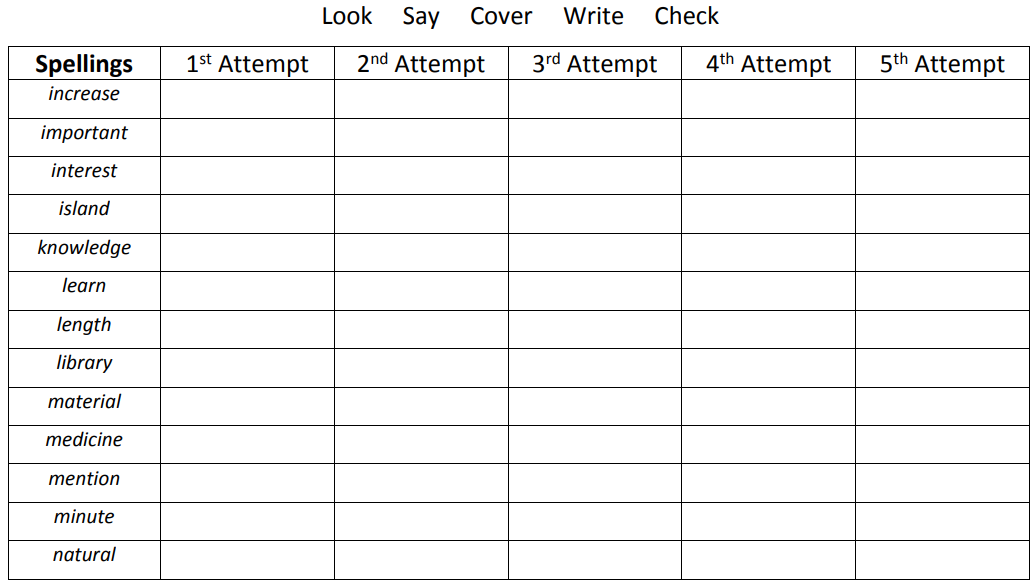 Look Say Cover Write Check
Spellings 1st Attempt 2nd Attempt 3rd Attempt 4th Attempt 5th Attempt
increase
important
interest
island
knowledge
learn
length
library
material
medicine
mention
minute
natural